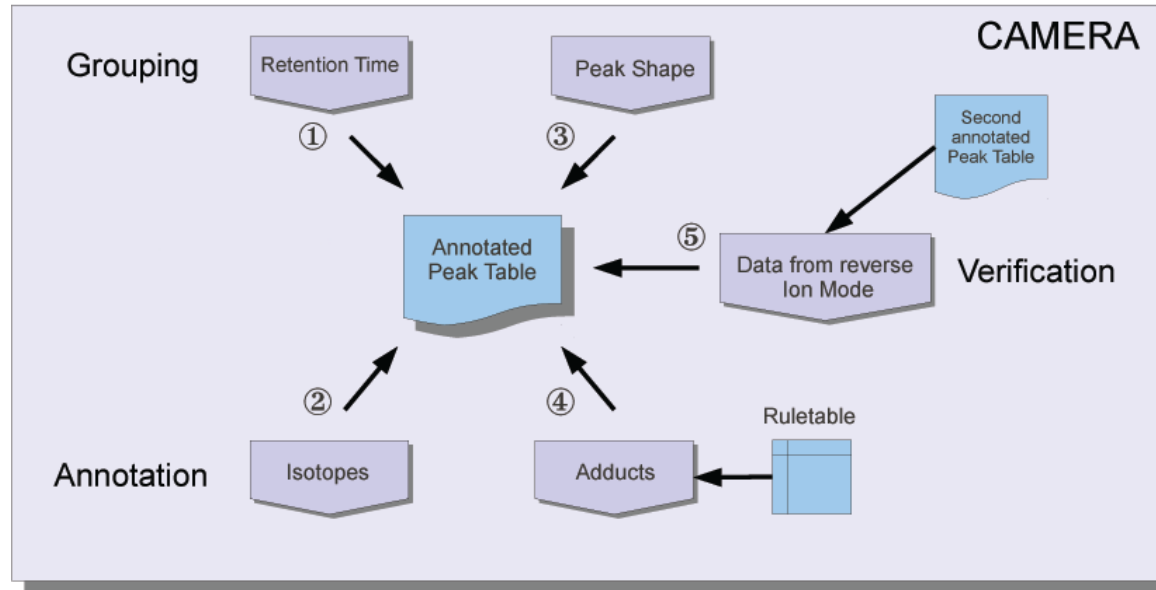 CAMERA
Grouping
Retention Time
Peak Shape
①
③
Second
annotated
Peak Table
Annotated
Peak Table
⑤
Data from reverse
Ion Mode
Verification
②
④
Ruletable
Annotation
Isotopes
Adducts